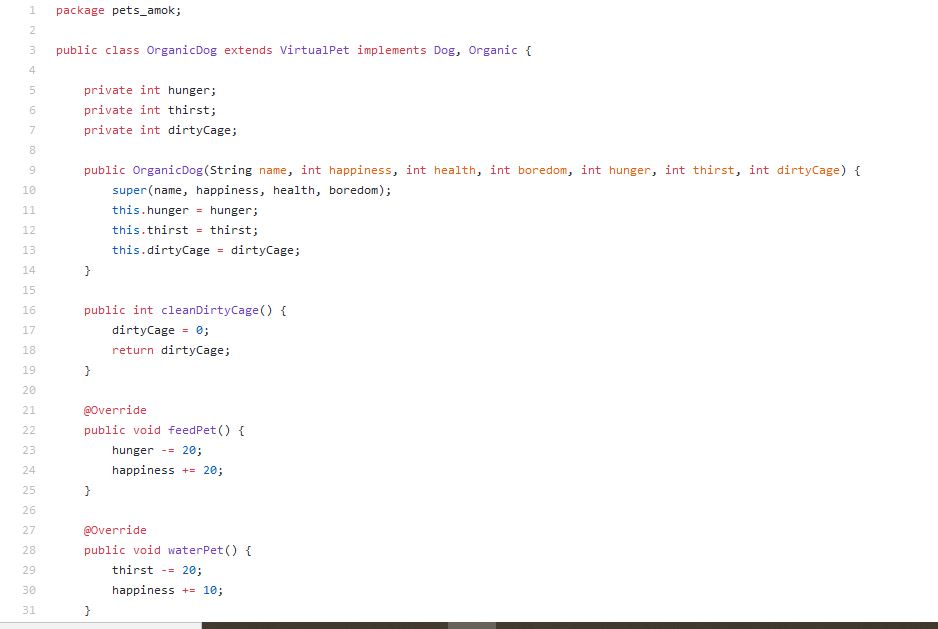 1 package pets_amok;
2
3 public class OrganicDog extends VirtualPet implements Dog, Organic {
4
5     private int hunger;
6     private int thirst;
7     private int dirtyCage;
8
9     public OrganicDog(String name, int happiness, int health, int boredom, int hunger, int thirst, int dirtyCage) {
10         super(name, happiness, health, boredom);
11         this.hunger = hunger;
12         this.thirst = thirst;
13         this.dirtyCage = dirtyCage;
14     }
15
16     public int cleanDirtyCage() {
17         dirtyCage = 0;
18         return dirtyCage;
19     }
20
21     @Override
22     public void feedPet() {
23         hunger -= 20;
24         happiness += 20;
25     }
26
27     @Override
28     public void waterPet() {
29         thirst -= 20;
30         happiness += 10;
31     }